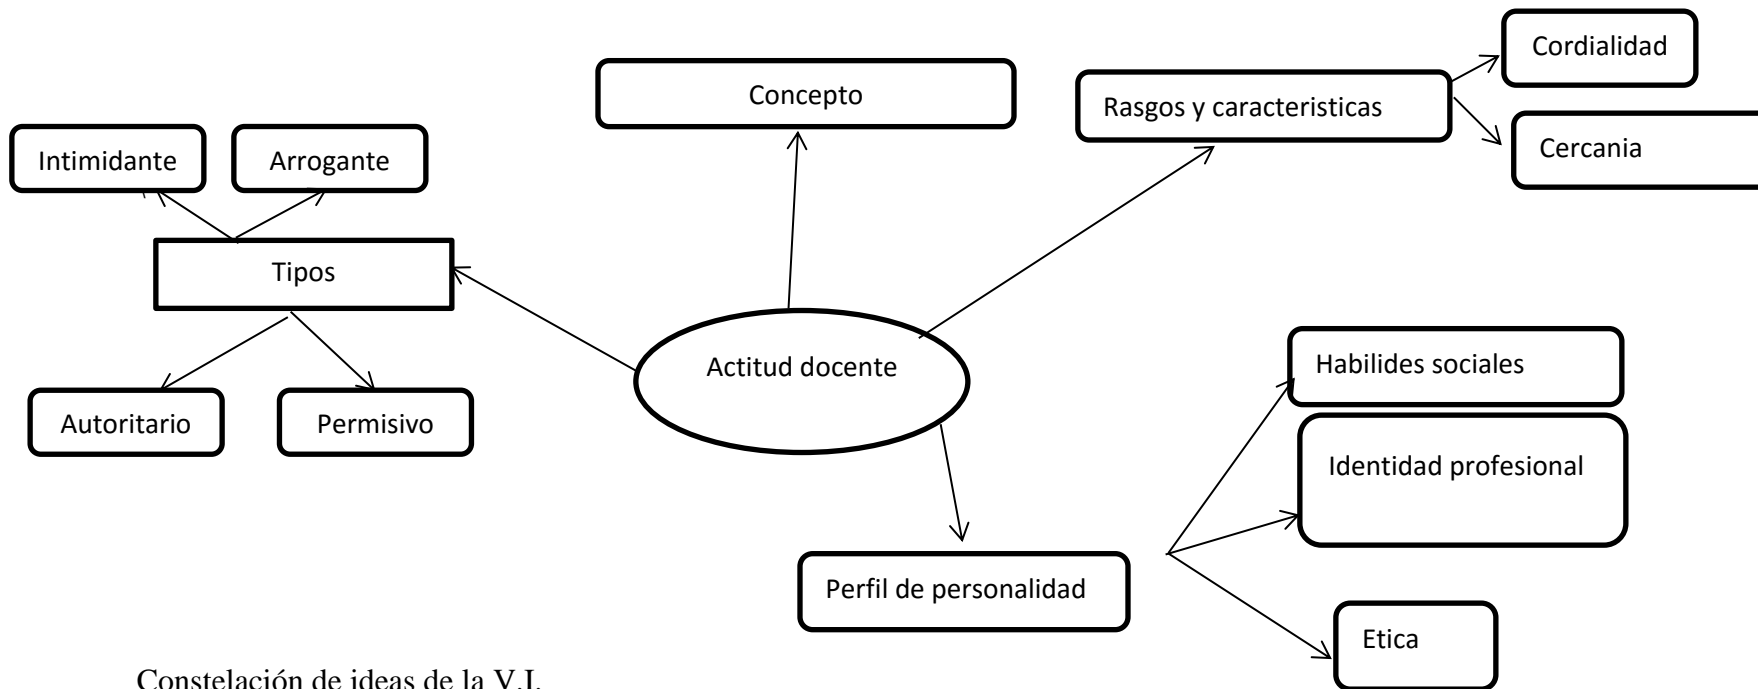 Cordialidad
Concepto
Rasgos y caracteristicas
Cercania
Intimidante
Arrogante
Tipos
Actitud docente
Habilides sociales
Autoritario
Permisivo
Identidad profesional
Perfil de personalidad
Etica
Constelación de ideas de la V.I.